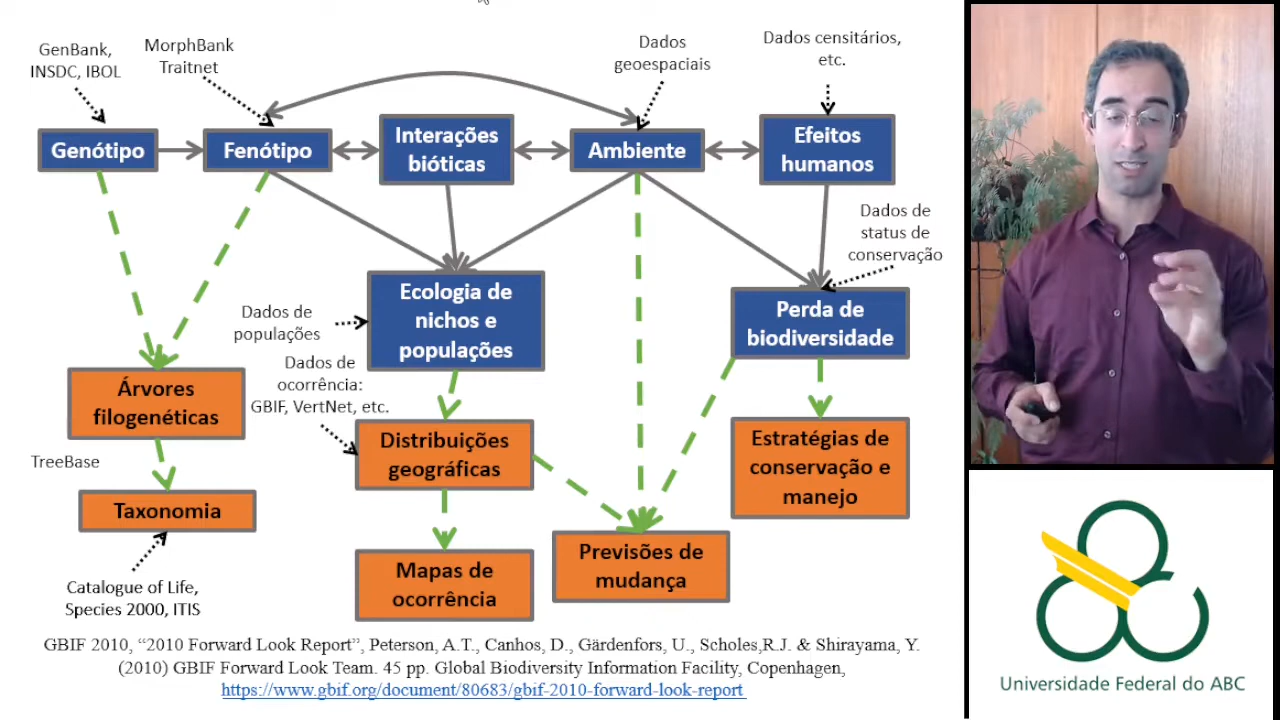 GenBank,
INSDC, IBOL
MorphBank
Traitnet
Dados
geoespaciais
Dados censitários,
etc.
Genótipo
Fenótipo
Interações
bióticas
Ambiente
Efeitos
humanos
Dados de
status de
conservação
Dados de
populações
Ecologia de
nichos e
populações
Perda de
biodiversidade
Dados de
ocorrência:
GBIF, VertNet, etc.
Árvores
filogenéticas
Distribuições
geográficas
Estratégias de
conservação e
manejo
TreeBase
Taxonomia
Previsões de
mudança
Mapas de
ocorrência
Catalogue of Life,
Species 2000, ITIS
GBIF 2010, “2010 Forward Look Report”, Peterson, A.T., Canhos, D., Gärdenfors, U., Scholes,R.J. & Shirayama, Y.
(2010) GBIF Forward Look Team. 45 pp. Global Biodiversity Information Facility, Copenhagen,
https://www.gbif.org/document/80683/gbif-2010-forward-look-report
Universidade Federal do ABC